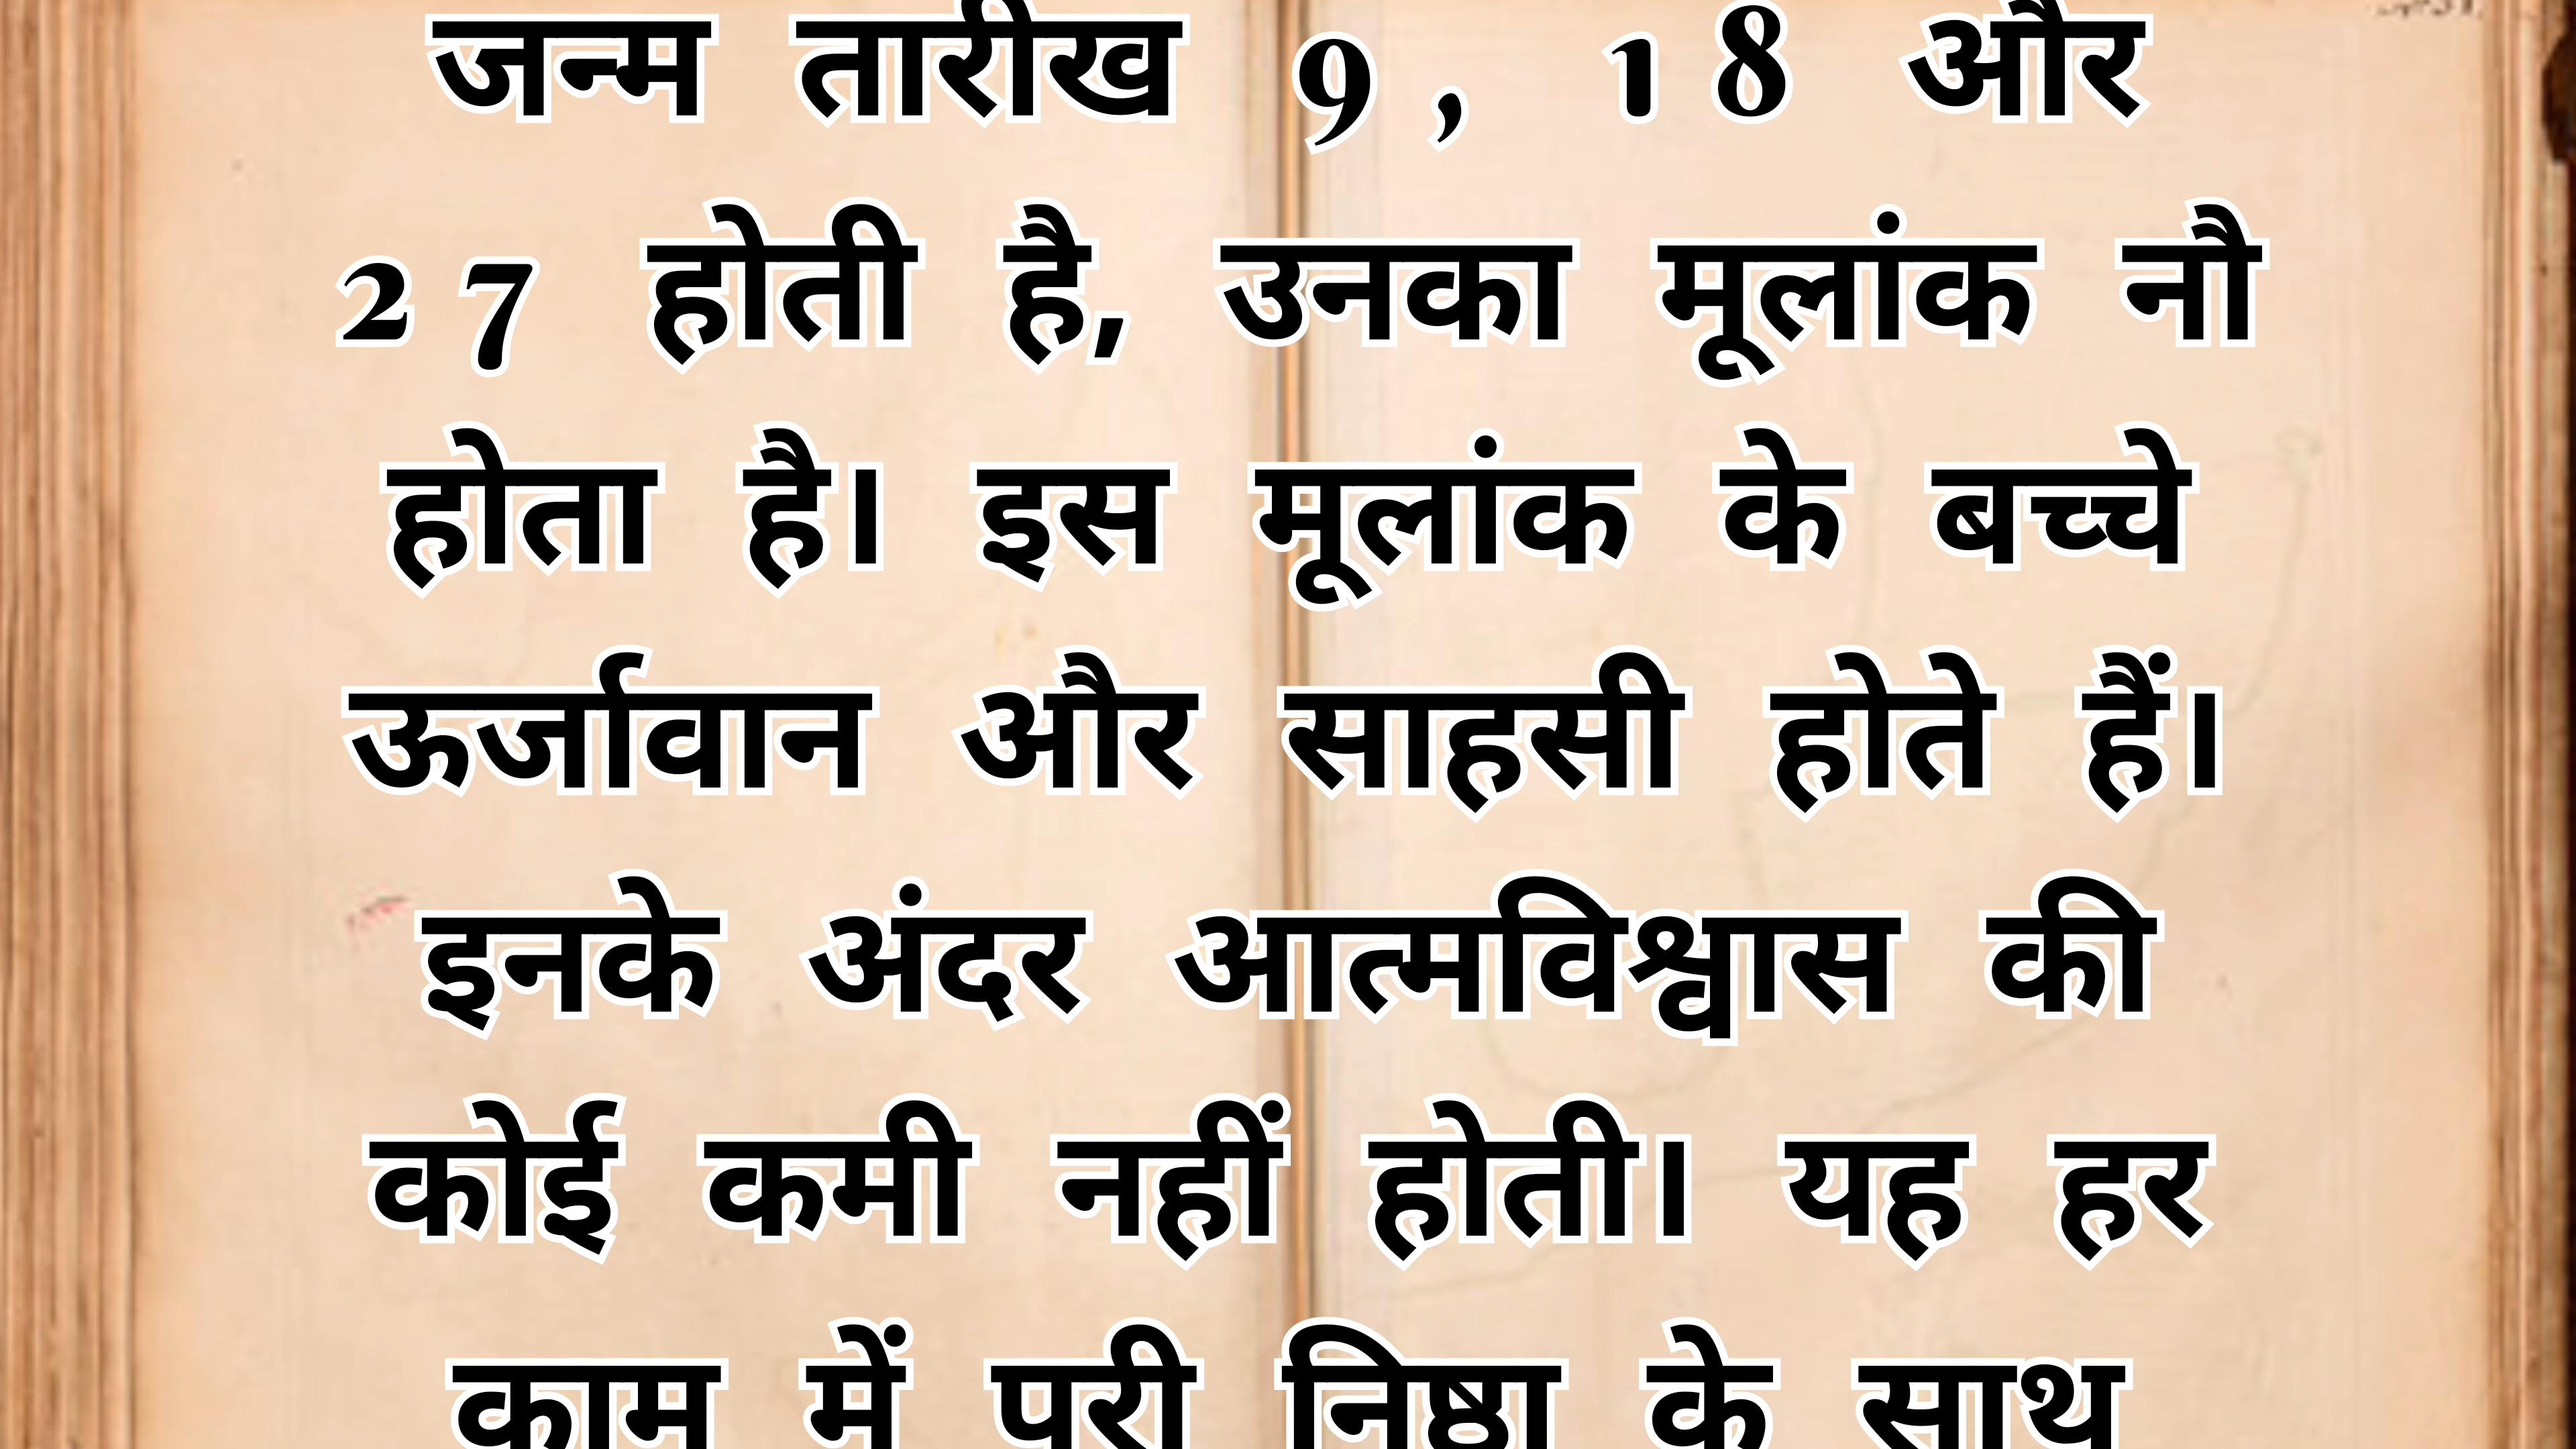 जन्म तारीख 9, 18 और
27 होती है, उनका मूलांक नौ
होता है। इस मूलांक के बच्चे
ऊर्जावान और साहसी होते हैं।
इनके अंदर आत्मविश्वास की
कोई कमी नहीं होती। यह हर
काम में पूरी निष्ठा के साथ